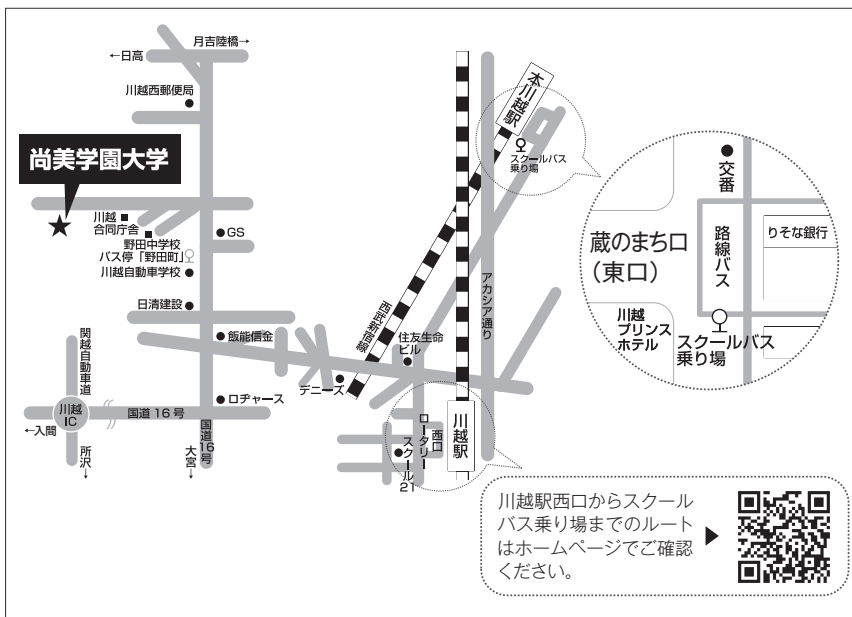 月吉陸橋→
←日高
川越西郵便局
尚美学園大学
川越
合同庁舎
野田中学校
バス停「野田町」
川越自動車学校
GS
日清建設
飯能信金
ロヂャース
関越自動車道
川越
IC
国道16号
←入間
所沢→
国道16号
大宮→
デニーズ
西武新宿線
住友生命
ビル
アカシア通り
本川越駅
スクールバス
乗り場
川越駅
西口
ロータリー
スクール21
交番
蔵のまち口
(東口)
路線バス
りそな銀行
川越
プリンス
ホテル
スクールバス
乗り場
川越駅西口からスクール
バス乗り場までのルート
はホームページでご確認
ください。